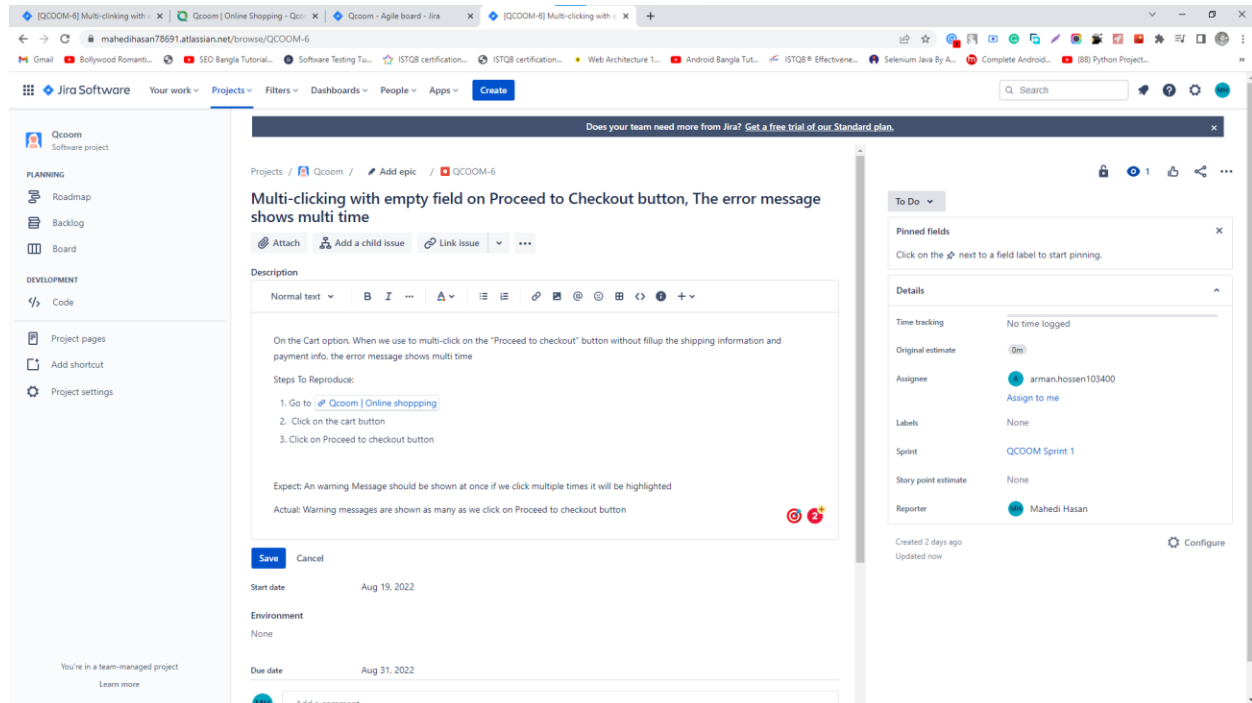 [QCOOM-6] Multi-clinking with e
Qcoom | Online Shopping - Qcoo
Qcoom - Agile board - Jira
[QCOOM-6] Multi-clicking with e
mahedihasan78691.atlassian.net/browse/QCOOM-6
Gmail
Bollywood Romanti...
SEO Bangla Tutorial...
Software Testing Tu...
ISTQB certification...
ISTQB certification...
Web Architecture 1...
Android Bangla Tut...
ISTQB® Effectivene...
Selenium Java By A...
Complete Android...
(88) Python Project...
Jira Software
Your work
Projects
Filters
Dashboards
People
Apps
Create
Search
MH
Does your team need more from Jira? Get a free trial of our Standard plan.
Qcoom
Software project
PLANNING
Roadmap
Backlog
Board
DEVELOPMENT
Code
Project pages
Add shortcut
Project settings
You're in a team-managed project
Learn more
Projects / Qcoom / Add epic / QCOOM-6
Multi-clicking with empty field on Proceed to Checkout button, The error message
shows multi time
Attach
Add a child issue
Link issue
Description
Normal text
B I
A
On the Cart option, When we use to multi-click on the "Proceed to checkout" button without fillup the shipping information and
payment info. the error message shows multi time
Steps To Reproduce:
1. Go to Qcoom | Online shoppping
2. Click on the cart button
3. Click on Proceed to checkout button
Expect: An warning Message should be shown at once if we click multiple times it will be highlighted
Actual: Warning messages are shown as many as we click on Proceed to checkout button
2
Save
Cancel
Start date
Aug 19, 2022
Environment
None
Due date
Aug 31, 2022
MH
Add a comment
1
To Do
Pinned fields
Click on the next to a field label to start pinning.
Details
Time tracking
No time logged
Original estimate
0m
Assignee
A arman.hossen103400
Assign to me
Labels
None
Sprint
QCOOM Sprint 1
Story point estimate
None
Reporter
MH Mahedi Hasan
Created 2 days ago
Updated now
Configure